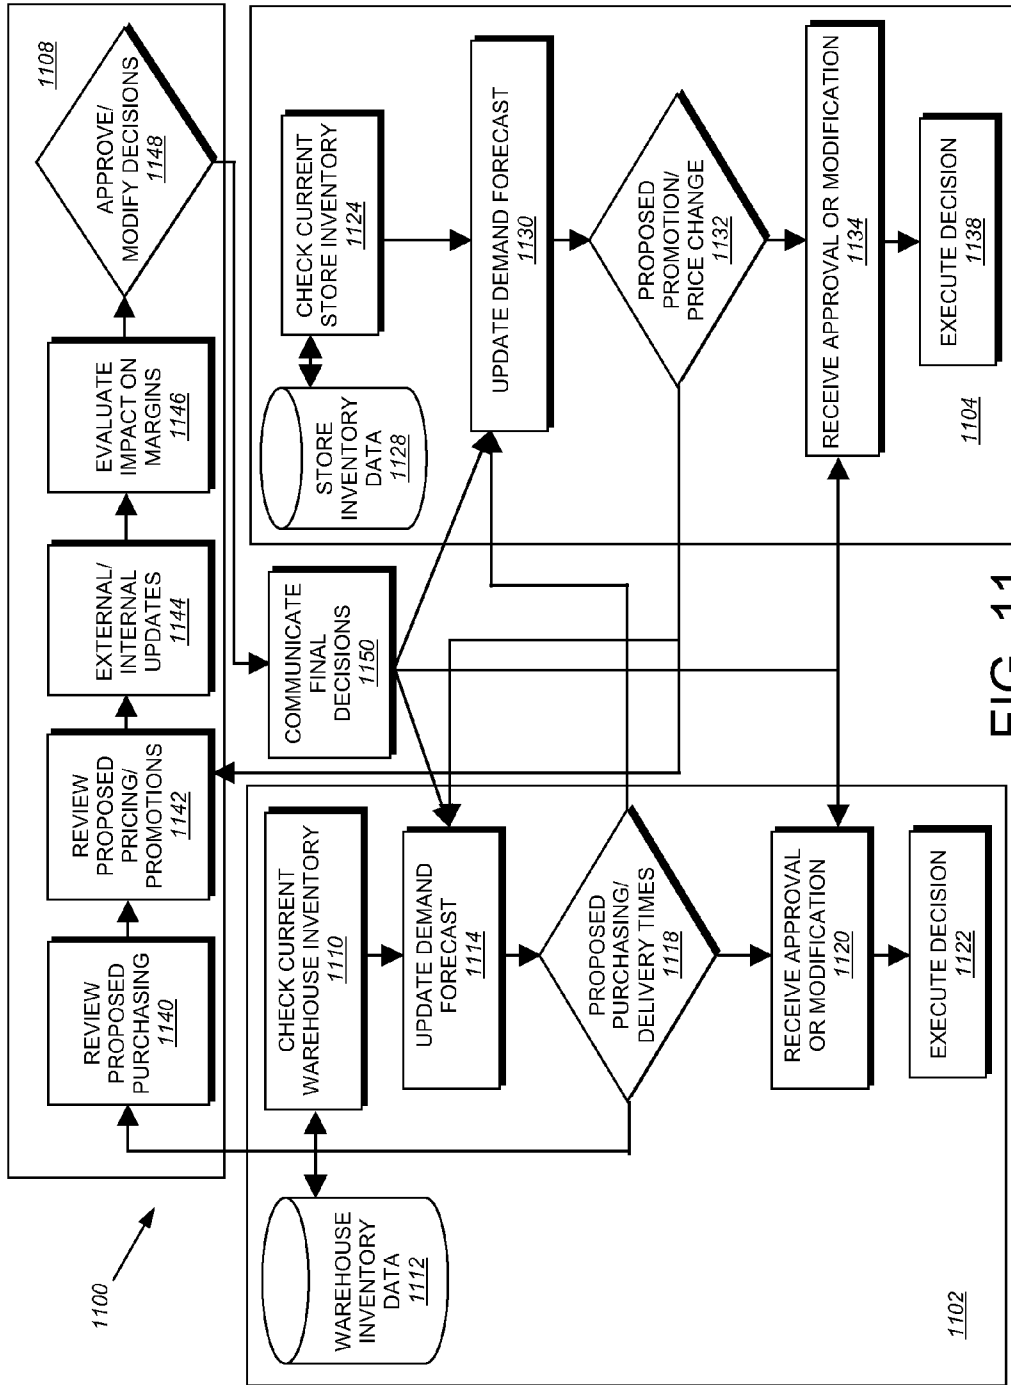 1100
1108
REVIEW
PROPOSED
PURCHASING
1140
REVIEW
PROPOSED
PRICING/
PROMOTIONS
1142
EXTERNAL/
INTERNAL
UPDATES
1144
EVALUATE
IMPACT ON
MARGINS
1146
APPROVE/
MODIFY DECISIONS
1148
COMMUNICATE
FINAL
DECISIONS
1150
WAREHOUSE
INVENTORY
DATA
1112
CHECK CURRENT
WAREHOUSE INVENTORY
1110
UPDATE DEMAND
FORECAST
1114
PROPOSED
PURCHASING/
DELIVERY TIMES
1118
RECEIVE APPROVAL
OR MODIFICATION
1120
EXECUTE DECISION
1122
1102
STORE
INVENTORY
DATA
1128
CHECK CURRENT
STORE INVENTORY
1124
UPDATE DEMAND FORECAST
1130
PROPOSED
PROMOTION/
PRICE CHANGE
1132
RECEIVE APPROVAL OR MODIFICATION
1134
EXECUTE DECISION
1138
1104
FIG. 11